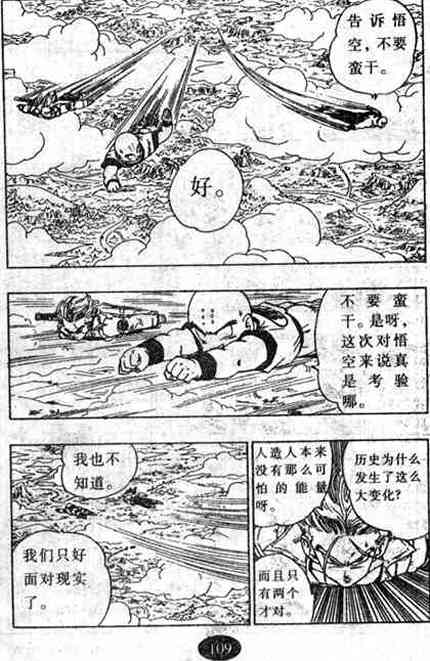 告诉悟
空，不要
蛮干。
好。
不要蛮
干。是呀，
这次对悟
空来说真
是考验
哪。
我也不
知道。
我们只好
面对现实
了。
历史为什么
发生了这么
大变化？
人造人本来
没有那么可
怕的能量
呀。
而且只
有两个
才对。
109